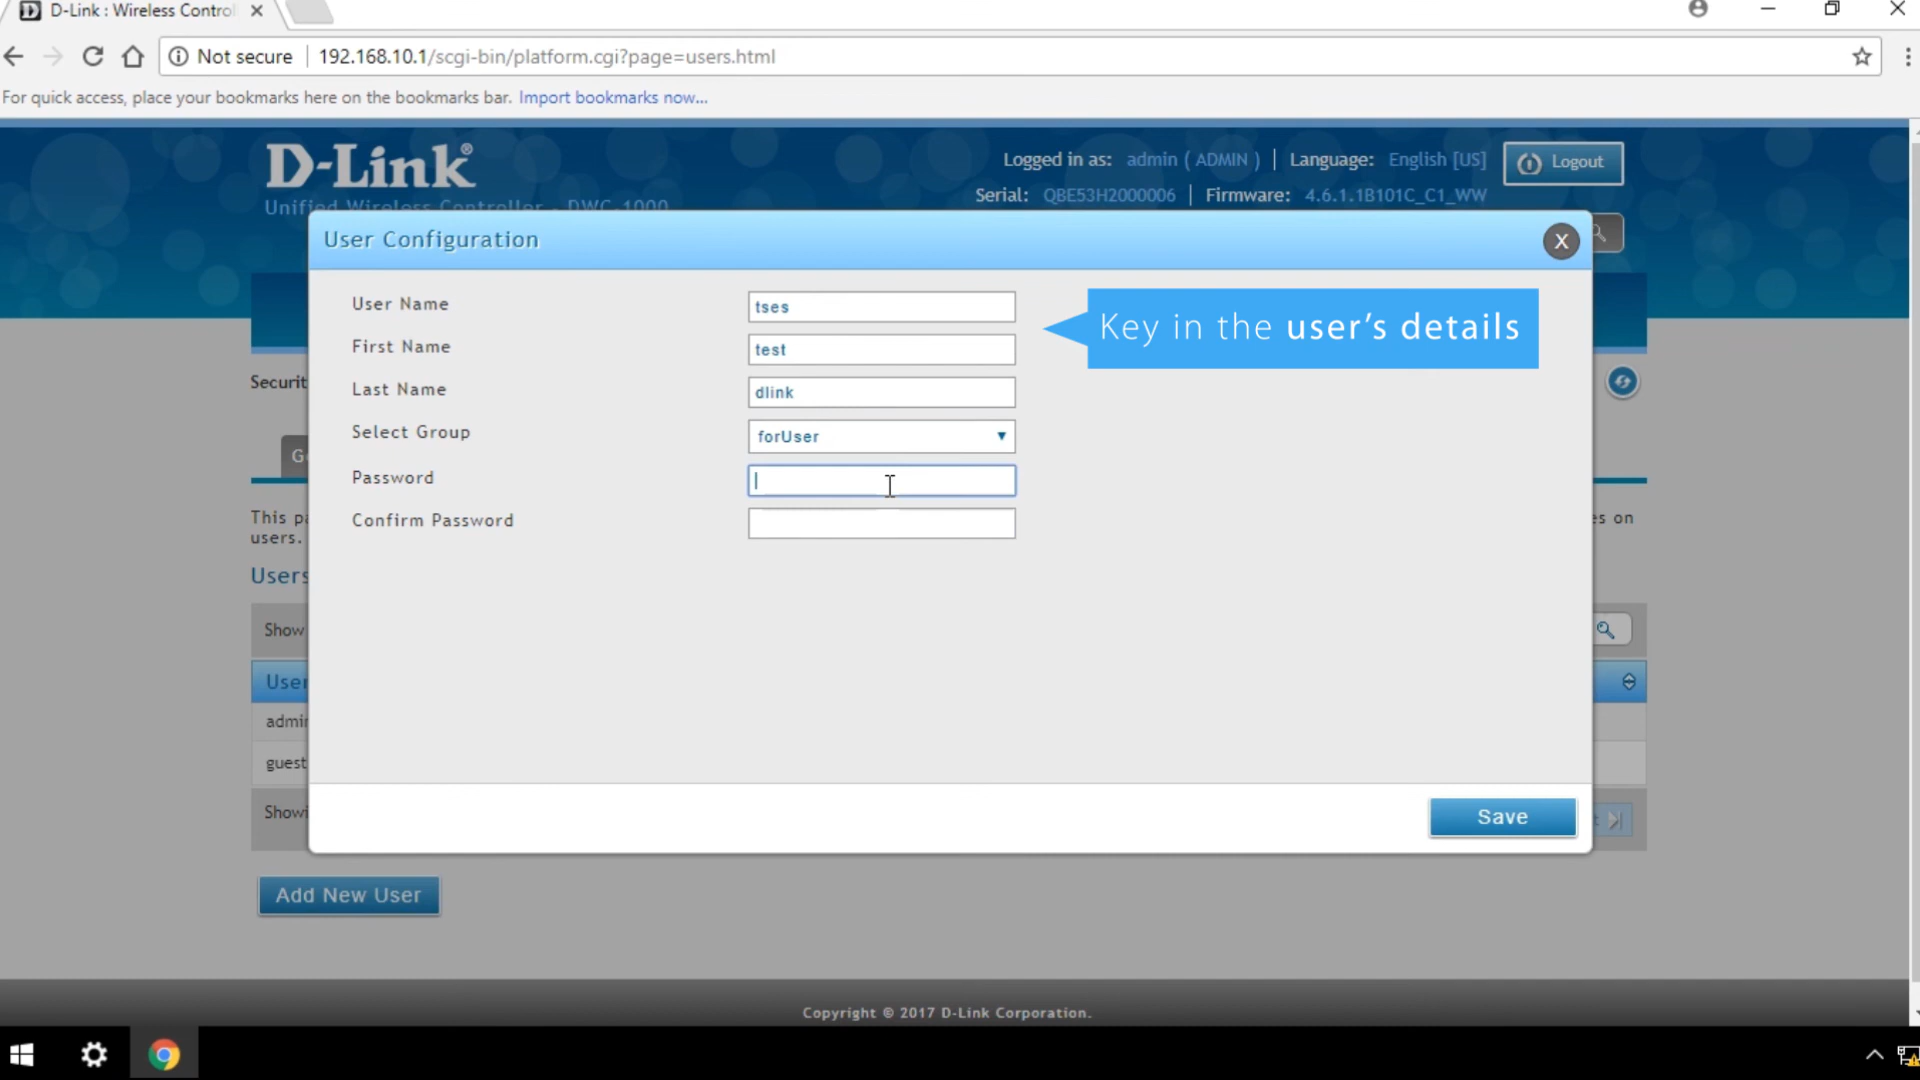 D-Link : Wireless Control
Not secure | 192.168.10.1/scgi-bin/platform.cgi?page=users.html
For quick access, place your bookmarks here on the bookmarks bar. Import bookmarks now...
D-Link®
Logged in as: admin ( ADMIN ) | Language: English [US]
Logout
Unified Wireless Controller - DWC-1000
Serial: QBE53H2000006 | Firmware: 4.6.1.1B101C_C1_WW
User Configuration
X
User Name
tses
Key in the user's details
First Name
test
Last Name
dlink
Securit
Select Group
forUser
G
Password
Confirm Password
This p
es on
users.
Users
Show
User
admin
guest
Showi
Save
Add New User
Copyright © 2017 D-Link Corporation.